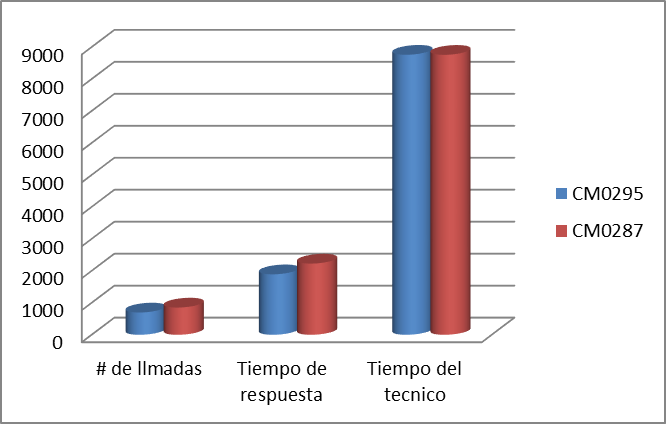 9000
8000
7000
6000
5000
4000
3000
2000
1000
0
# de llmadas
Tiempo de
respuesta
Tiempo del
tecnico
CM0295
CM0287